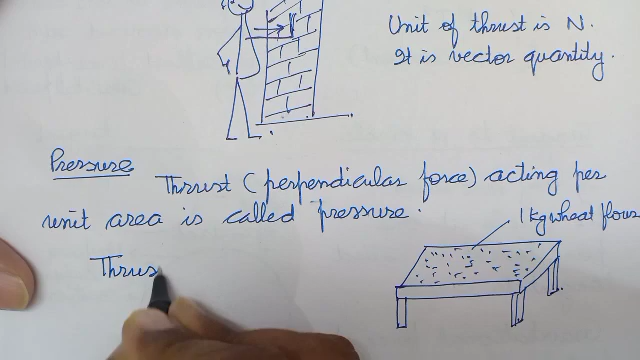 Unit of thrust is N.
It is vector quantity.
Pressure
Thrust (perpendicular force) acting per
unit area is called pressure.
1 kg wheat flour
Thrus